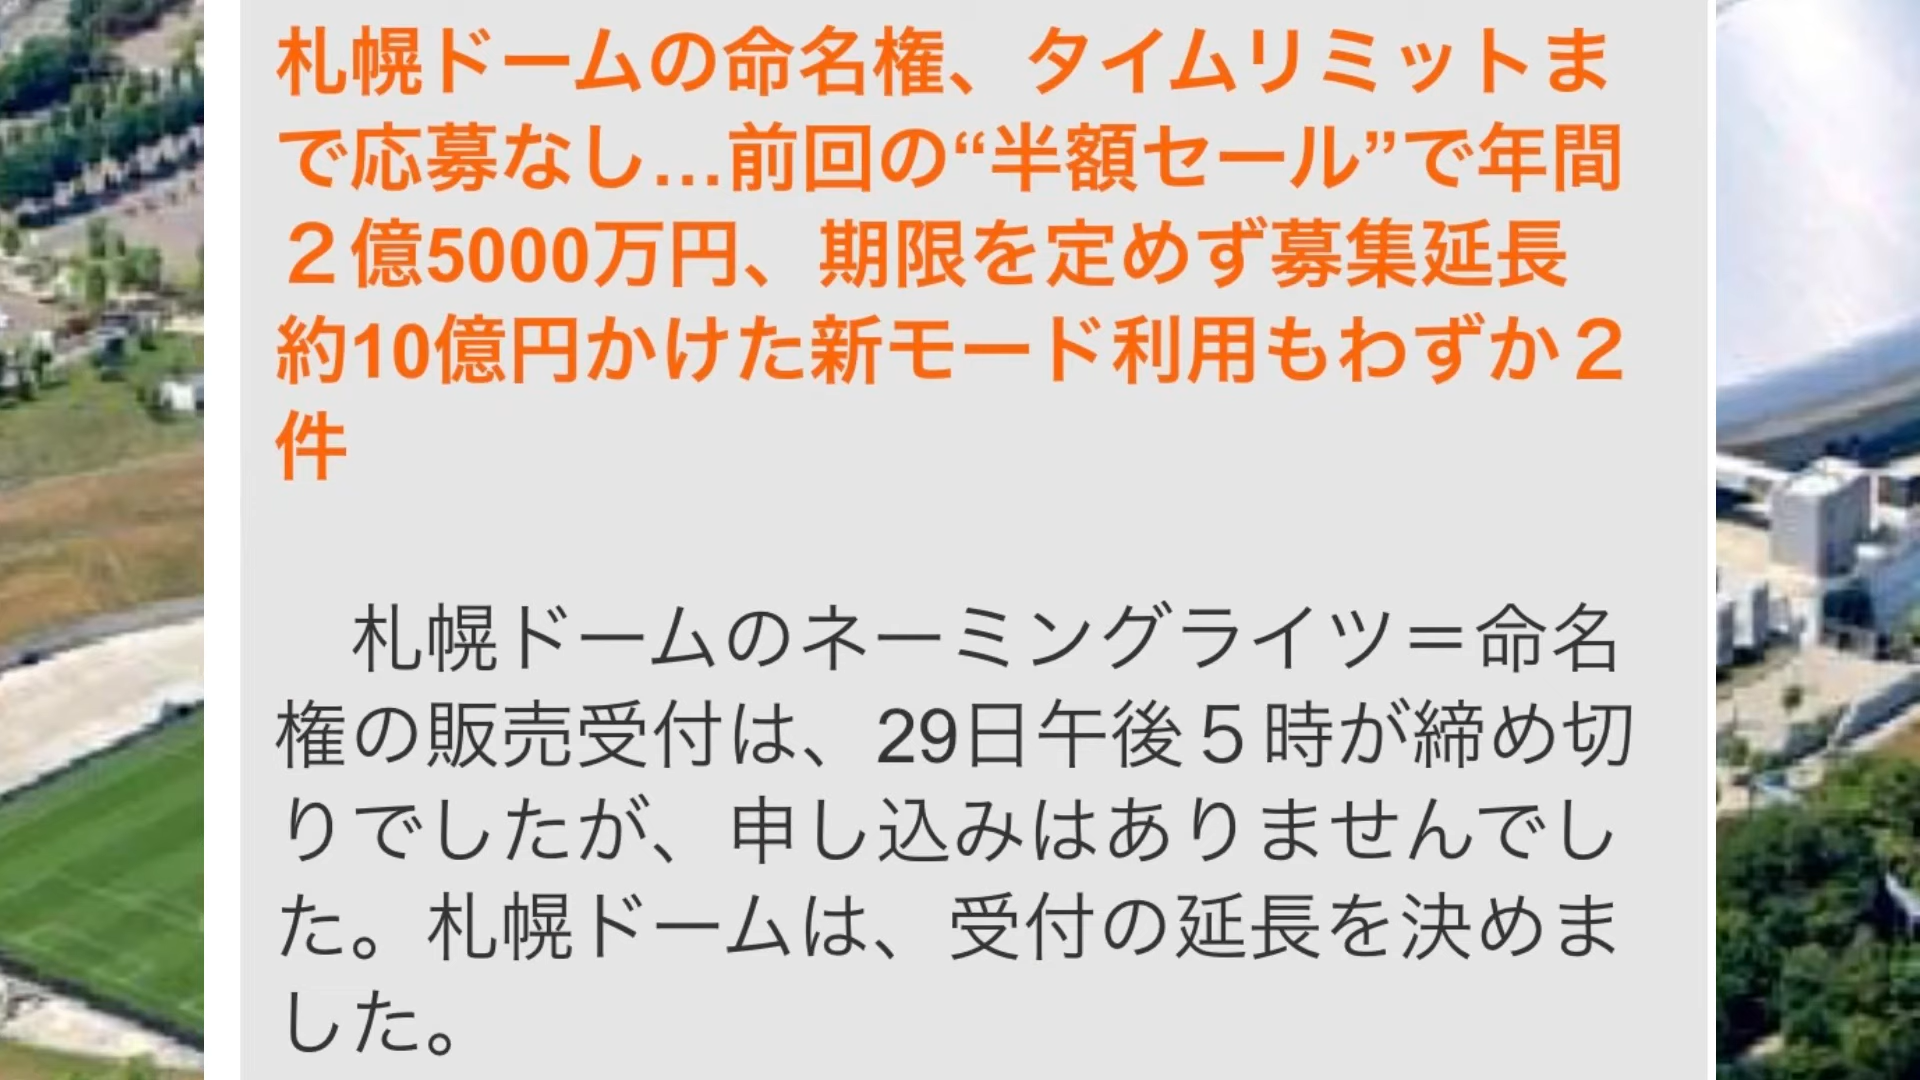 札幌ドームの命名権、タイムリミットま
で応募なし…前回の“半額セール”で年間
２億5000万円、期限を定めず募集延長
約10億円かけた新モード利用もわずか２
件
　札幌ドームのネーミングライツ＝命名
権の販売受付は、29日午後５時が締め切
りでしたが、申し込みはありませんでし
た。札幌ドームは、受付の延長を決めま
した。